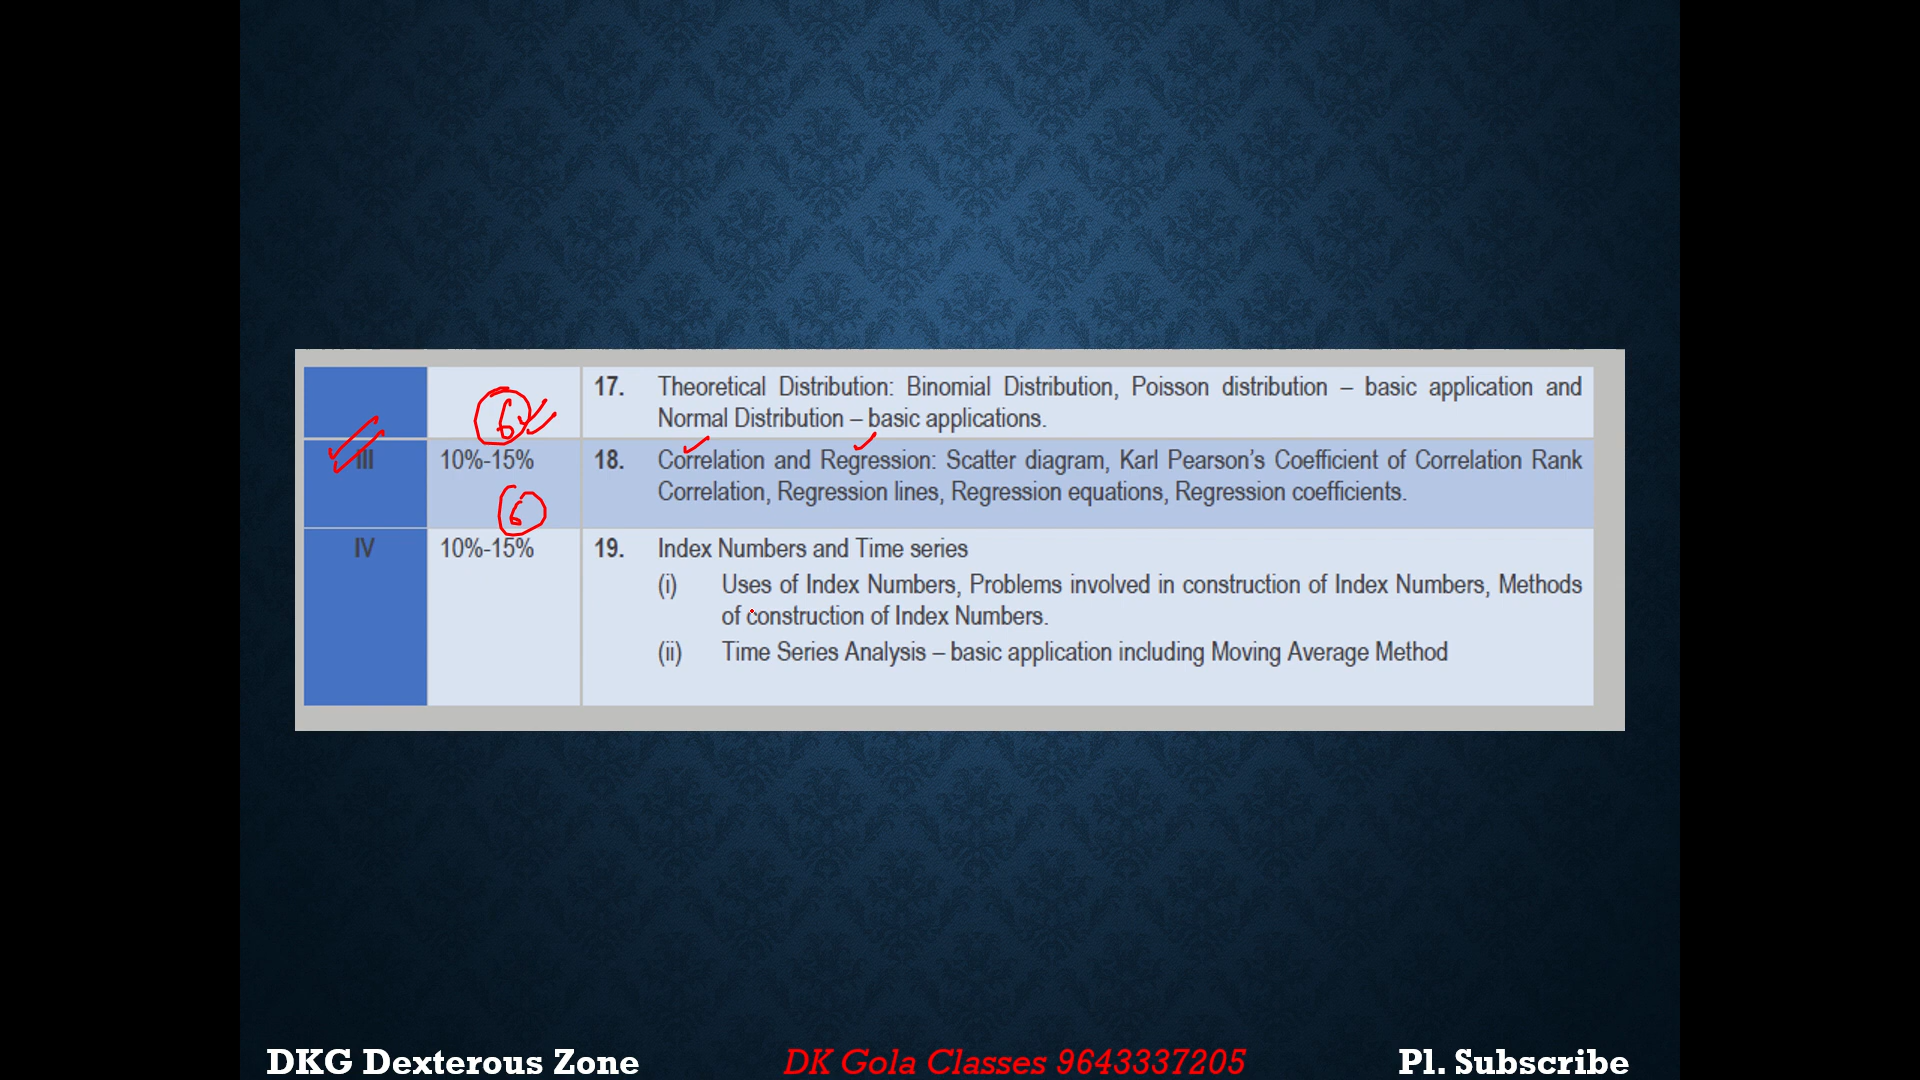 17. Theoretical Distribution: Binomial Distribution, Poisson distribution – basic application and
Normal Distribution – basic applications.
6
III 10%-15% 18. Correlation and Regression: Scatter diagram, Karl Pearson's Coefficient of Correlation Rank
Correlation, Regression lines, Regression equations, Regression coefficients.
6
IV 10%-15% 19. Index Numbers and Time series
(i) Uses of Index Numbers, Problems involved in construction of Index Numbers, Methods
of construction of Index Numbers.
(ii) Time Series Analysis – basic application including Moving Average Method
DKG Dexterous Zone DK Gola Classes 9643337205 Pl. Subscribe